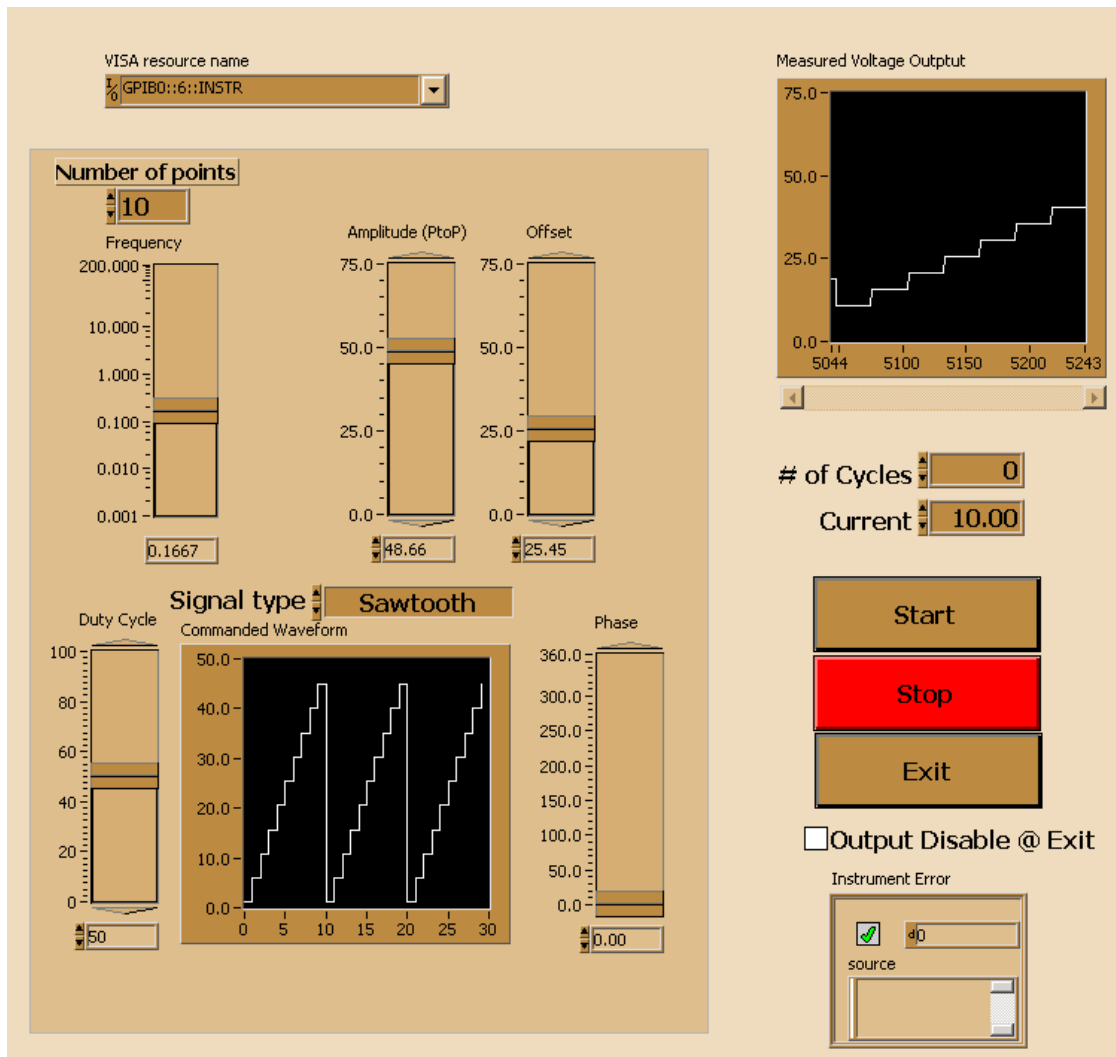 VISA resource name
I/O GPIB0::6::INSTR
Measured Voltage Outptut
75.0
50.0
25.0
0.0
5044 5100 5150 5200 5243
Number of points
10
Frequency
200.000
10.000
1.000
0.100
0.010
0.001
0.1667
Amplitude (PtoP)
75.0
50.0
25.0
0.0
48.66
Offset
75.0
50.0
25.0
0.0
25.45
# of Cycles 0
Current 10.00
Signal type Sawtooth
Duty Cycle
100
80
60
40
20
0
50
Commanded Waveform
50.0
40.0
30.0
20.0
10.0
0.0
0 5 10 15 20 25 30
Phase
360.0
300.0
250.0
200.0
150.0
100.0
50.0
0.0
0.00
Start
Stop
Exit
Output Disable @ Exit
Instrument Error
d 0
source